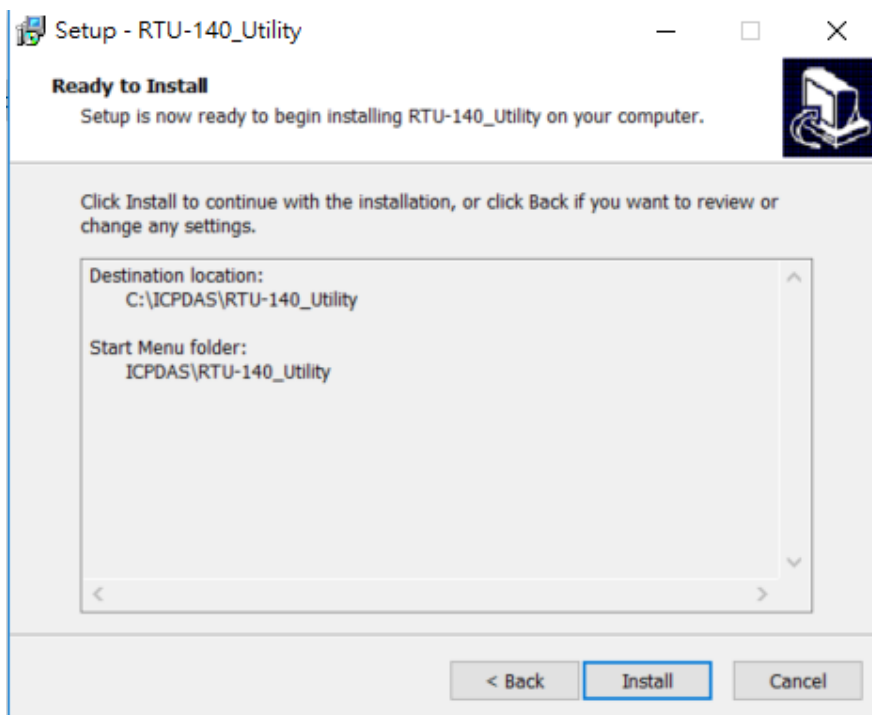 Setup - RTU-140_Utility
Ready to Install
Setup is now ready to begin installing RTU-140_Utility on your computer.
Click Install to continue with the installation, or click Back if you want to review or
change any settings.
Destination location:
C:\ICPDAS\RTU-140_Utility
Start Menu folder:
ICPDAS\RTU-140_Utility
< Back
Install
Cancel